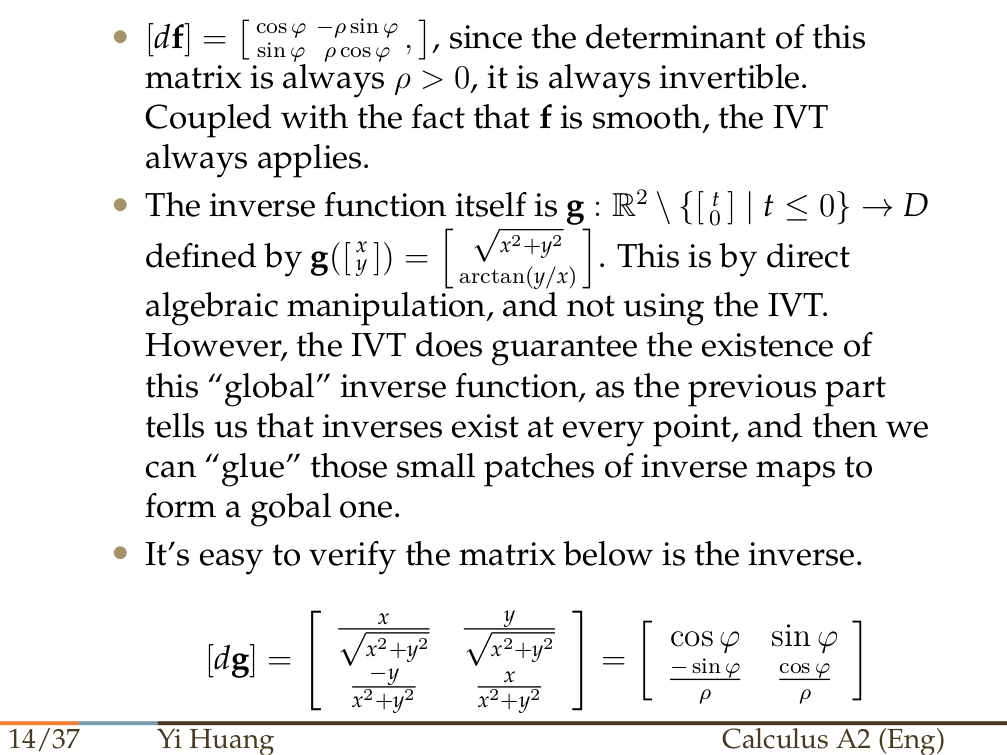 • [df] = [cos φ −ρ sin φ; sin φ ρ cos φ ,], since the determinant of this
matrix is always ρ > 0, it is always invertible.
Coupled with the fact that f is smooth, the IVT
always applies.
• The inverse function itself is g : ℝ² \ {[t; 0] | t ≤ 0} → D
defined by g([x; y]) = [√(x²+y²); arctan(y/x)]. This is by direct
algebraic manipulation, and not using the IVT.
However, the IVT does guarantee the existence of
this “global” inverse function, as the previous part
tells us that inverses exist at every point, and then we
can “glue” those small patches of inverse maps to
form a gobal one.
• It’s easy to verify the matrix below is the inverse.
[dg] = [x/√(x²+y²) y/√(x²+y²); −y/(x²+y²) x/(x²+y²)] = [cos φ sin φ; −sin φ/ρ cos φ/ρ]
14/37 Yi Huang Calculus A2 (Eng)